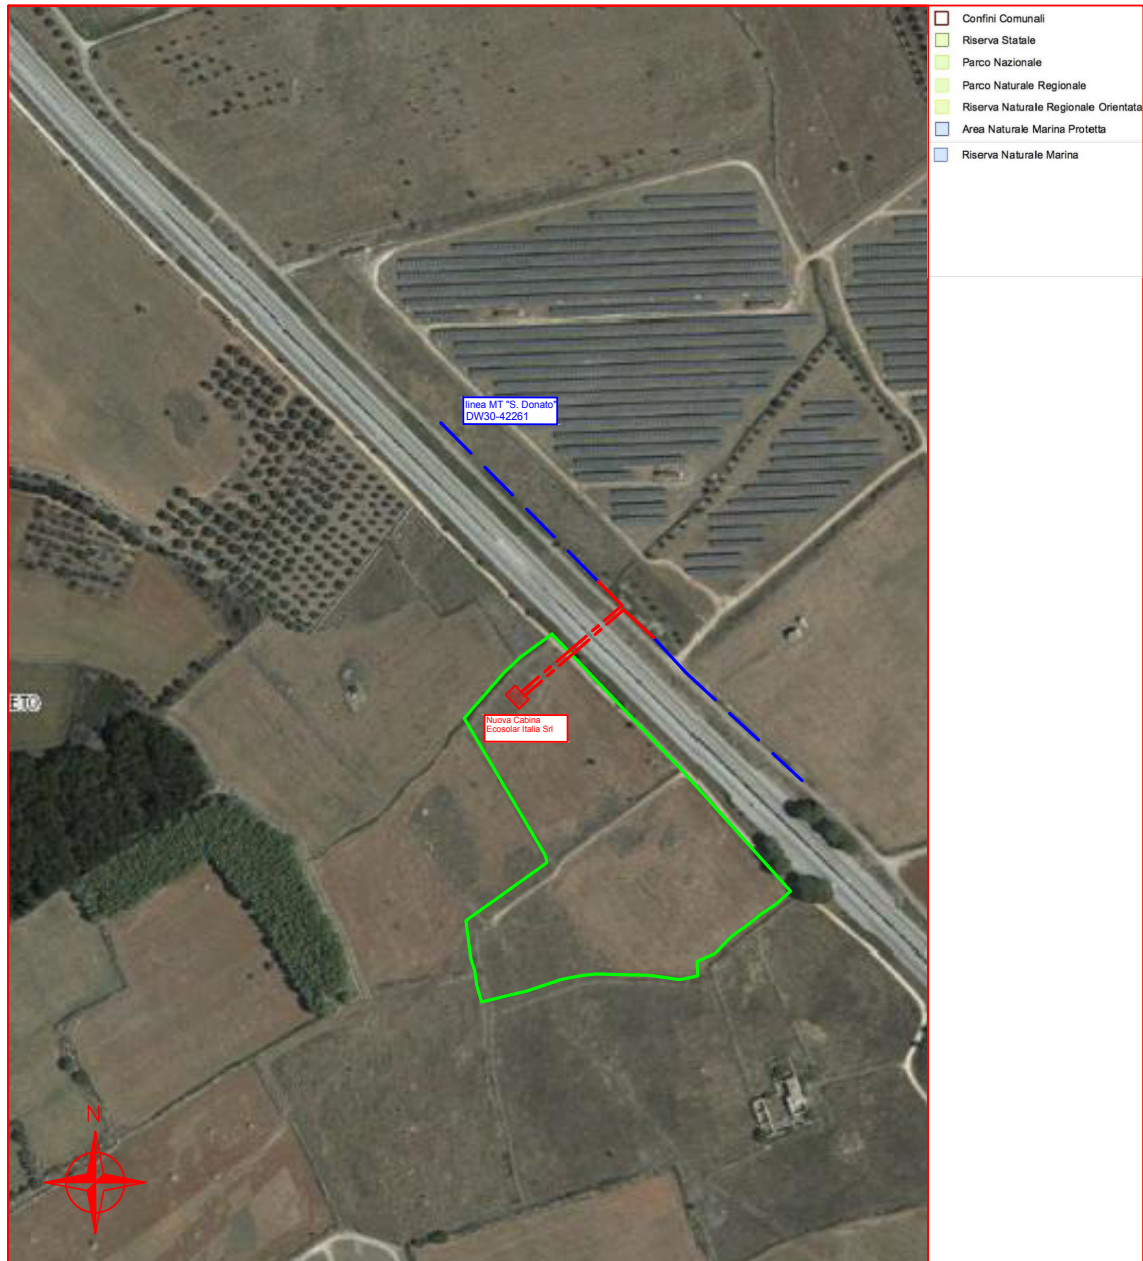 Confini Comunali
Riserva Statale
Parco Nazionale
Parco Naturale Regionale
Riserva Naturale Regionale Orientata
Area Naturale Marina Protetta
Riserva Naturale Marina
linea MT "S. Donato"
DW30-42261
ETO
Nuova Cabina
Ecosolar Italia Srl
N